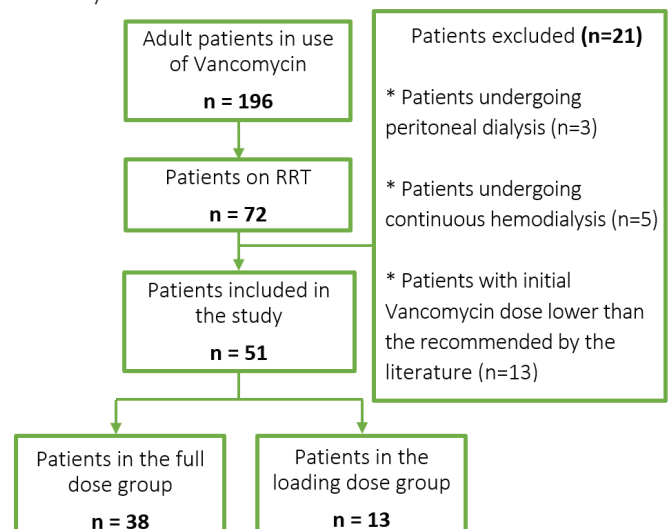 Adult patients in use
of Vancomycin
n = 196
Patients on RRT
n = 72
Patients excluded (n=21)
* Patients undergoing
peritoneal dialysis (n=3)
* Patients undergoing
continuous hemodialysis (n=5)
* Patients with initial
Vancomycin dose lower than
the recommended by the
literature (n=13)
Patients included in
the study
n = 51
Patients in the full
dose group
n = 38
Patients in the
loading dose group
n = 13